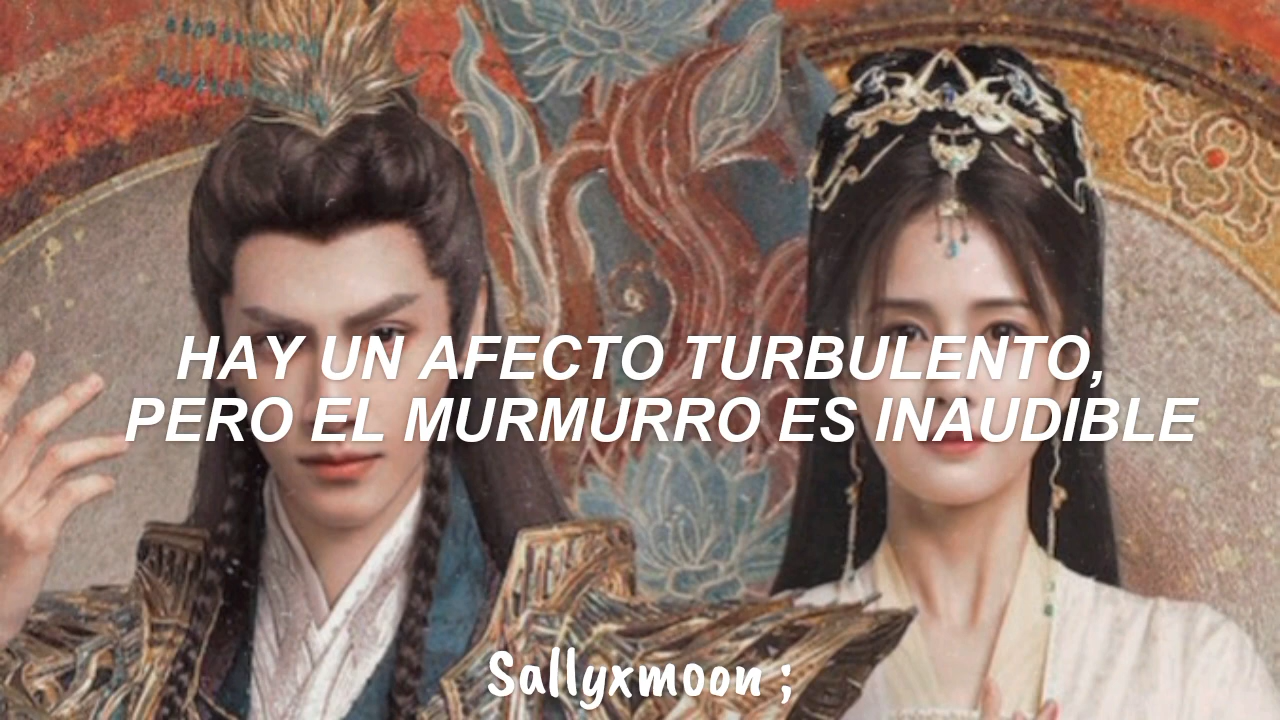 HAY UN AFECTO TURBULENTO,
PERO EL MURMURRO ES INAUDIBLE
Sallyxmoon ;